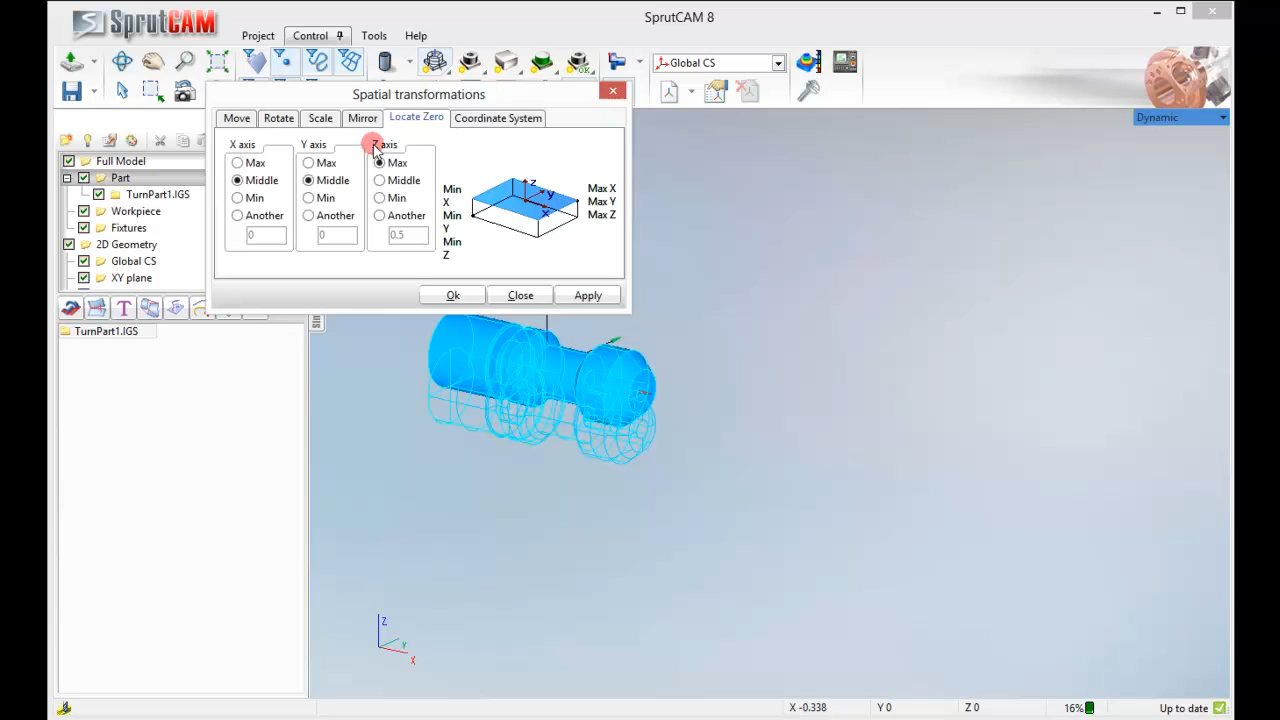 SprutCAM 8
SprutCAM
Project
Control
Tools
Help
Global CS
Spatial transformations
Move
Rotate
Scale
Mirror
Locate Zero
Coordinate System
X axis
Max
Middle
Min
Another
0
Y axis
Max
Middle
Min
Another
0
Z axis
Max
Middle
Min
Another
0.5
Min
X
Min
Y
Min
Z
z
y
x
Max X
Max Y
Max Z
Ok
Close
Apply
Dynamic
Full Model
Part
TurnPart1.IGS
Workpiece
Fixtures
2D Geometry
Global CS
XY plane
T
TurnPart1.IGS
Z
Y
X
X -0.338
Y 0
Z 0
16%
Up to date